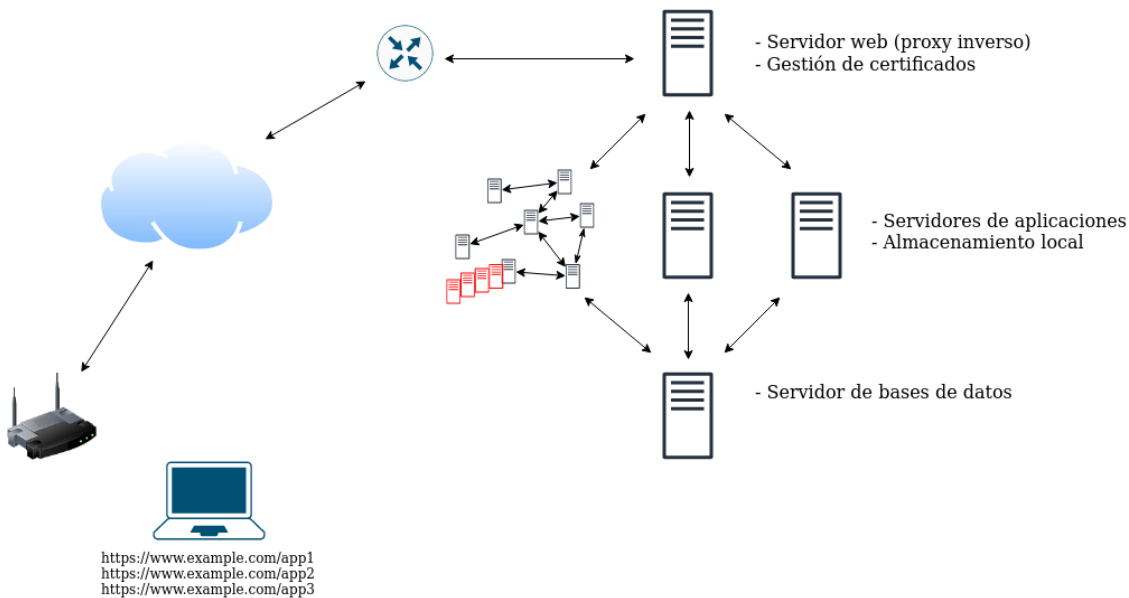 - Servidor web (proxy inverso)
- Gestión de certificados
- Servidores de aplicaciones
- Almacenamiento local
- Servidor de bases de datos
https://www.example.com/app1
https://www.example.com/app2
https://www.example.com/app3